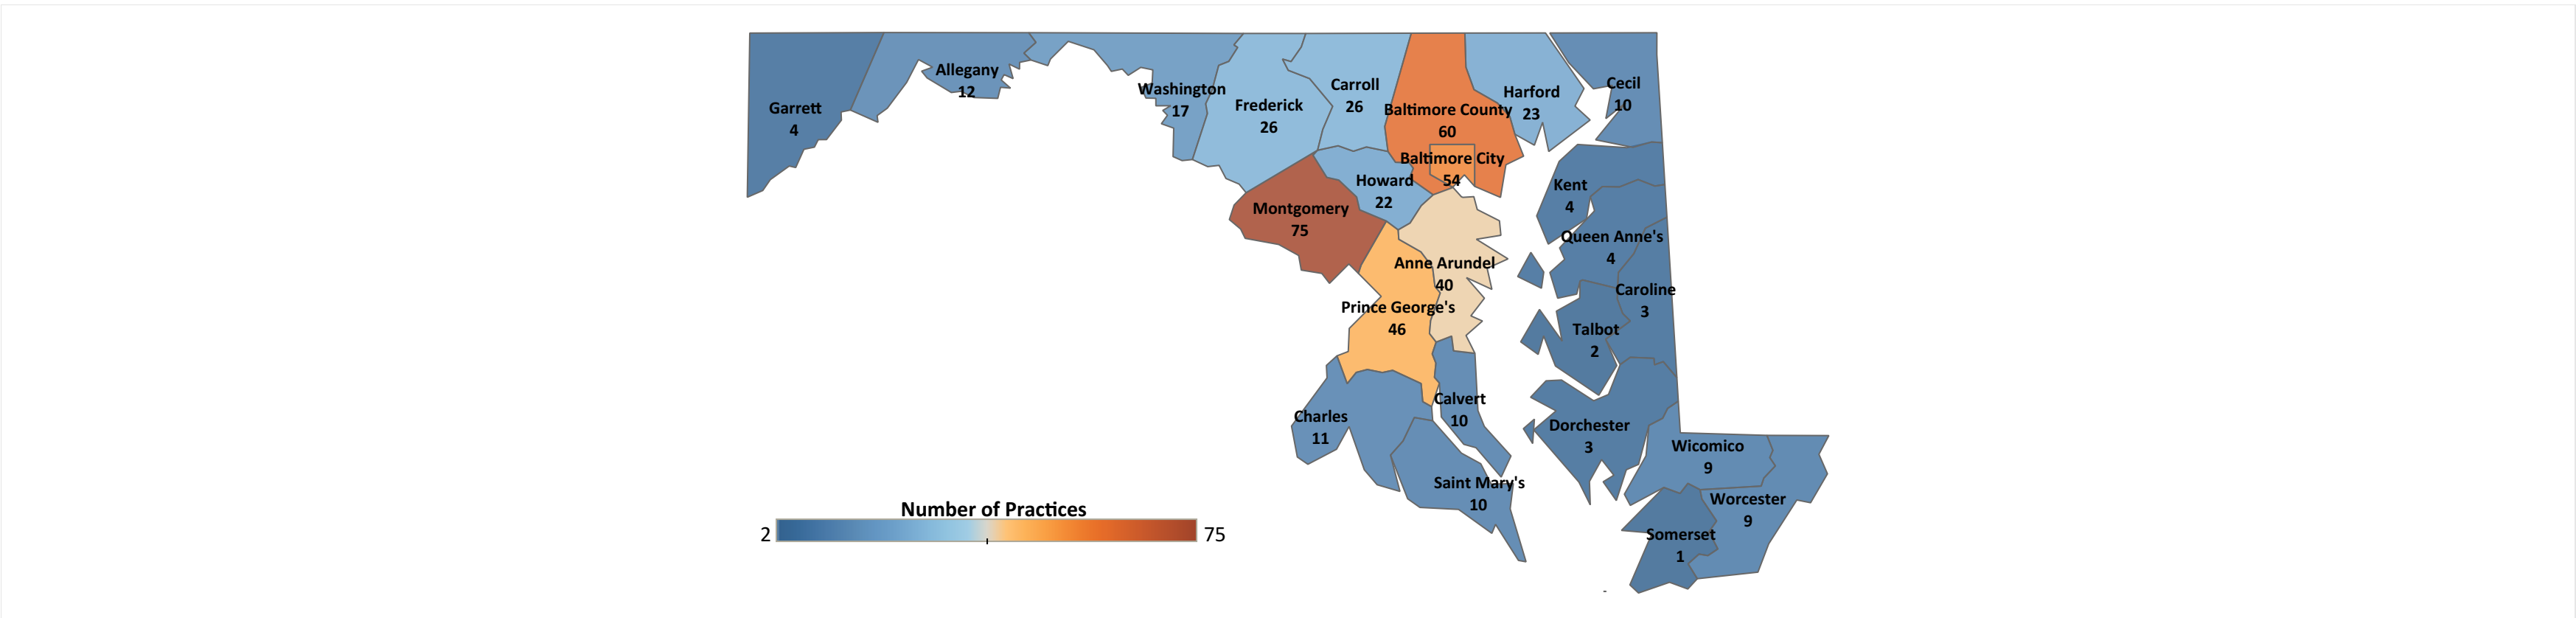 Garrett
4
Allegany
12
Washington
17
Frederick
26
Carroll
26
Baltimore County
60
Baltimore City
54
Harford
23
Cecil
10
Howard
22
Montgomery
75
Kent
4
Queen Anne's
4
Anne Arundel
40
Caroline
3
Prince George's
46
Talbot
2
Charles
11
Calvert
10
Dorchester
3
Wicomico
9
Saint Mary's
10
Worcester
9
Somerset
1
Number of Practices
2 75